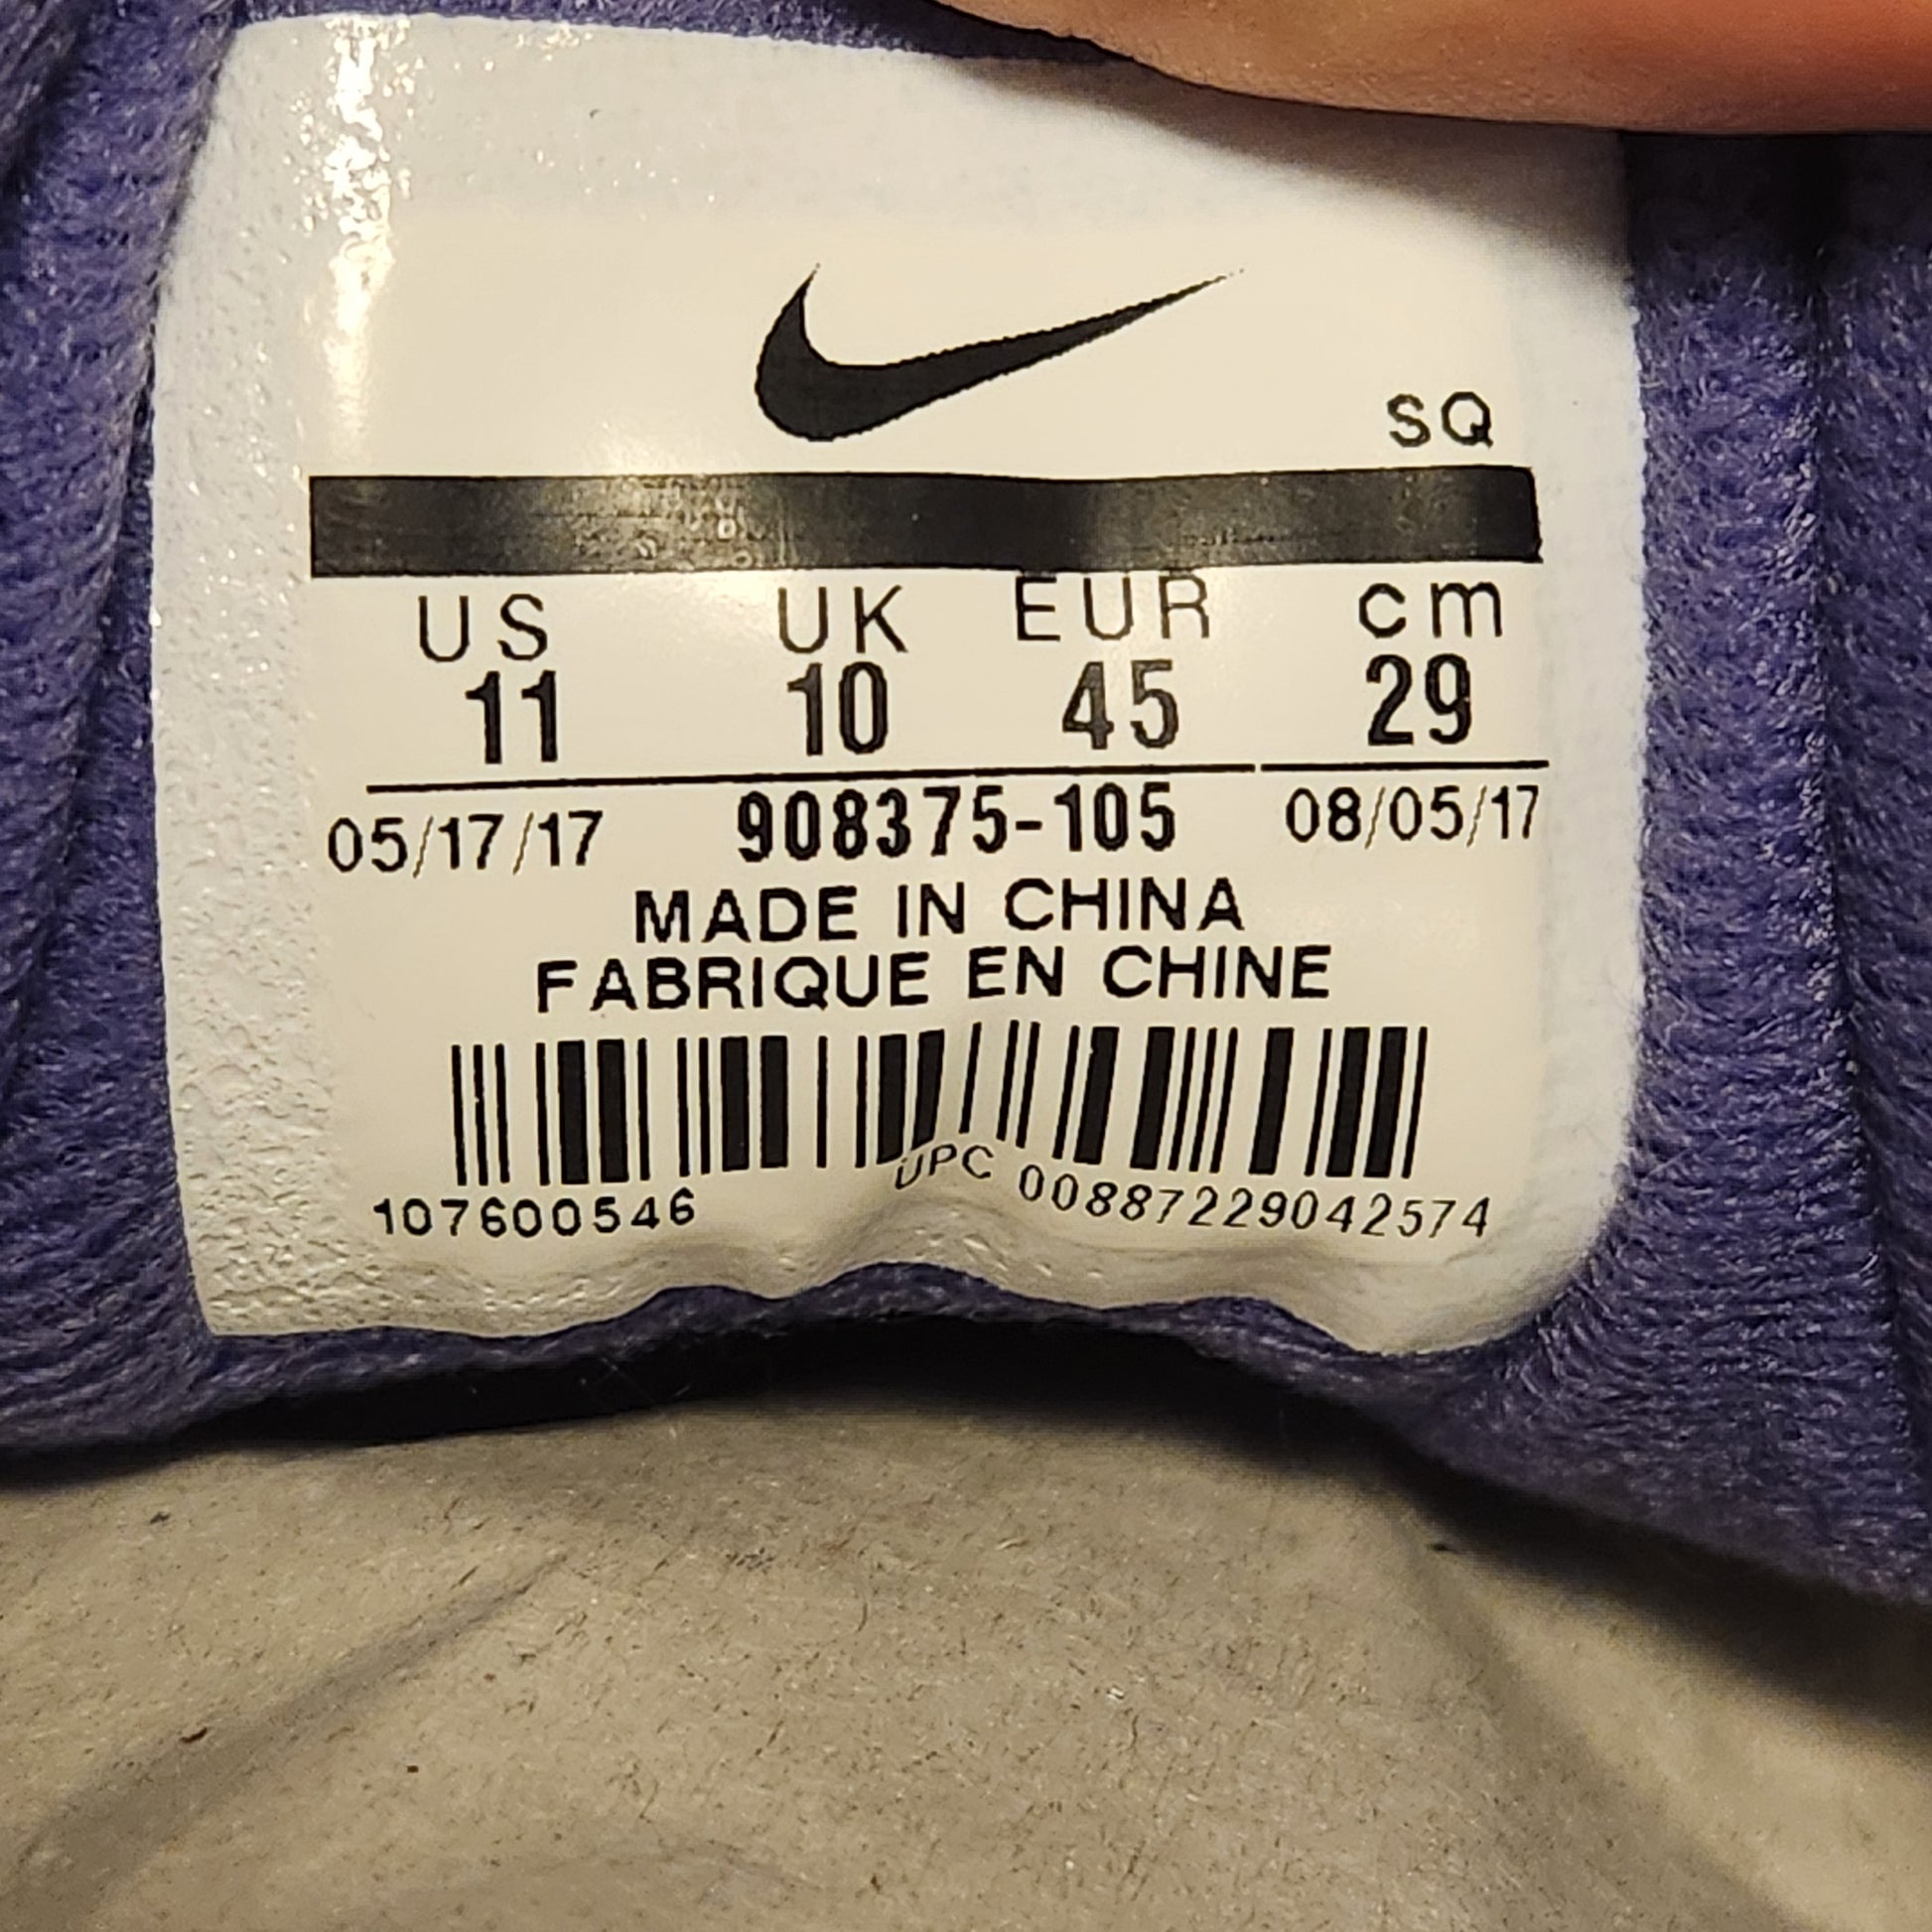 SQ
US UK EUR cm
11 10 45 29
05/17/17 908375-105 08/05/17
MADE IN CHINA
FABRIQUE EN CHINE
107600546 UPC 00887229042574